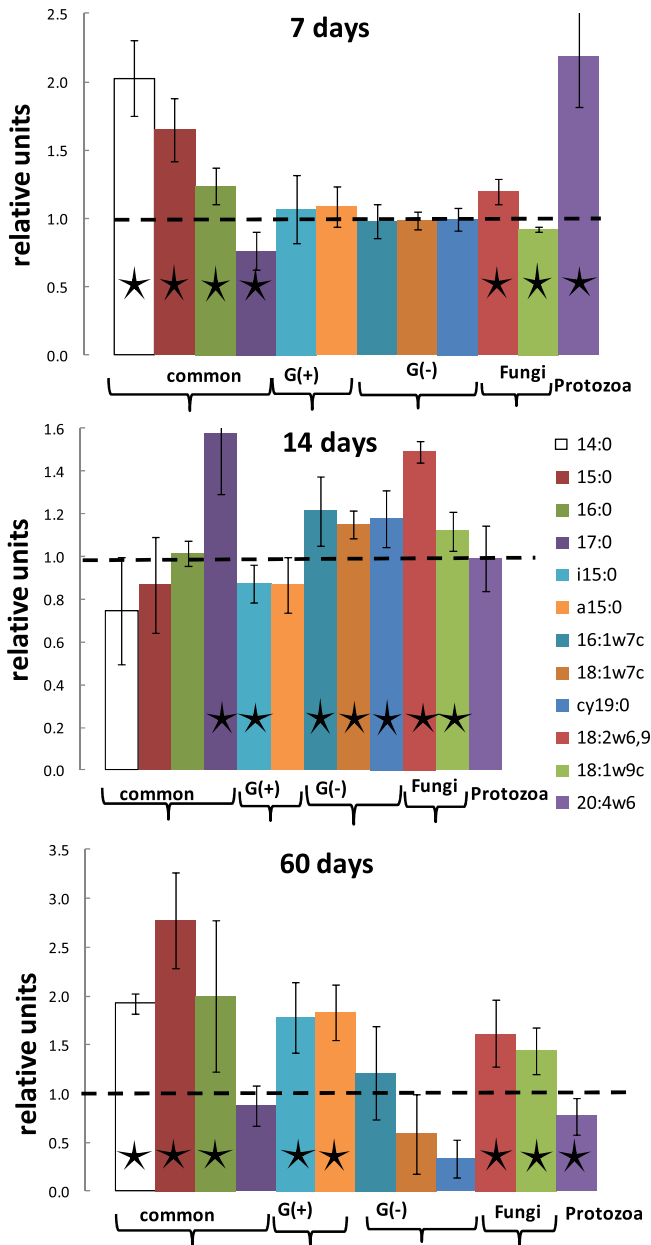 7 days
relative units
2.5
2.0
1.5
1.0
0.5
0.0
common
G(+)
G(-)
Fungi
Protozoa
14 days
relative units
1.6
1.4
1.2
1.0
0.8
0.6
0.4
0.2
0.0
common
G(+)
G(-)
Fungi
Protozoa
14:0
15:0
16:0
17:0
i15:0
a15:0
16:1w7c
18:1w7c
cy19:0
18:2w6,9
18:1w9c
20:4w6
60 days
relative units
3.5
3.0
2.5
2.0
1.5
1.0
0.5
0.0
common
G(+)
G(-)
Fungi
Protozoa